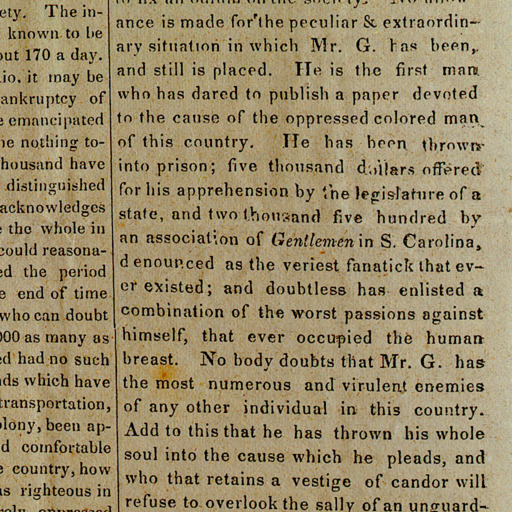 ety. The in-
known to be
out 170 a day.
io. it may be
ankruptcy of
e emancipated
he nothing to-
housand have
distinguished
acknowledges
e the whole in
could reasona-
ed the period
e end of time
who can doubt
000 as many as
ed had no such
ads which have
transportation,
olony, been ap-
d comfortable
e country, how
as righteous in
ance is made for the peculiar & extraordin-
ary situation in which Mr. G. has been,
and still is placed. He is the first man
who has dared to publish a paper devoted
to the cause of the oppressed colored man
of this country. He has been thrown
into prison; five thousand dollars offered
for his apprehension by the legislature of a
state, and two thousand five hundred by
an association of Gentlemen in S. Carolina,
denounced as the veriest fanatick that ev-
er existed; and doubtless has enlisted a
combination of the worst passions against
himself, that ever occupied the human
breast. No body doubts that Mr. G. has
the most numerous and virulent enemies
of any other individual in this country.
Add to this that he has thrown his whole
soul into the cause which he pleads, and
who that retains a vestige of candor will
refuse to overlook the sally of an unguard-